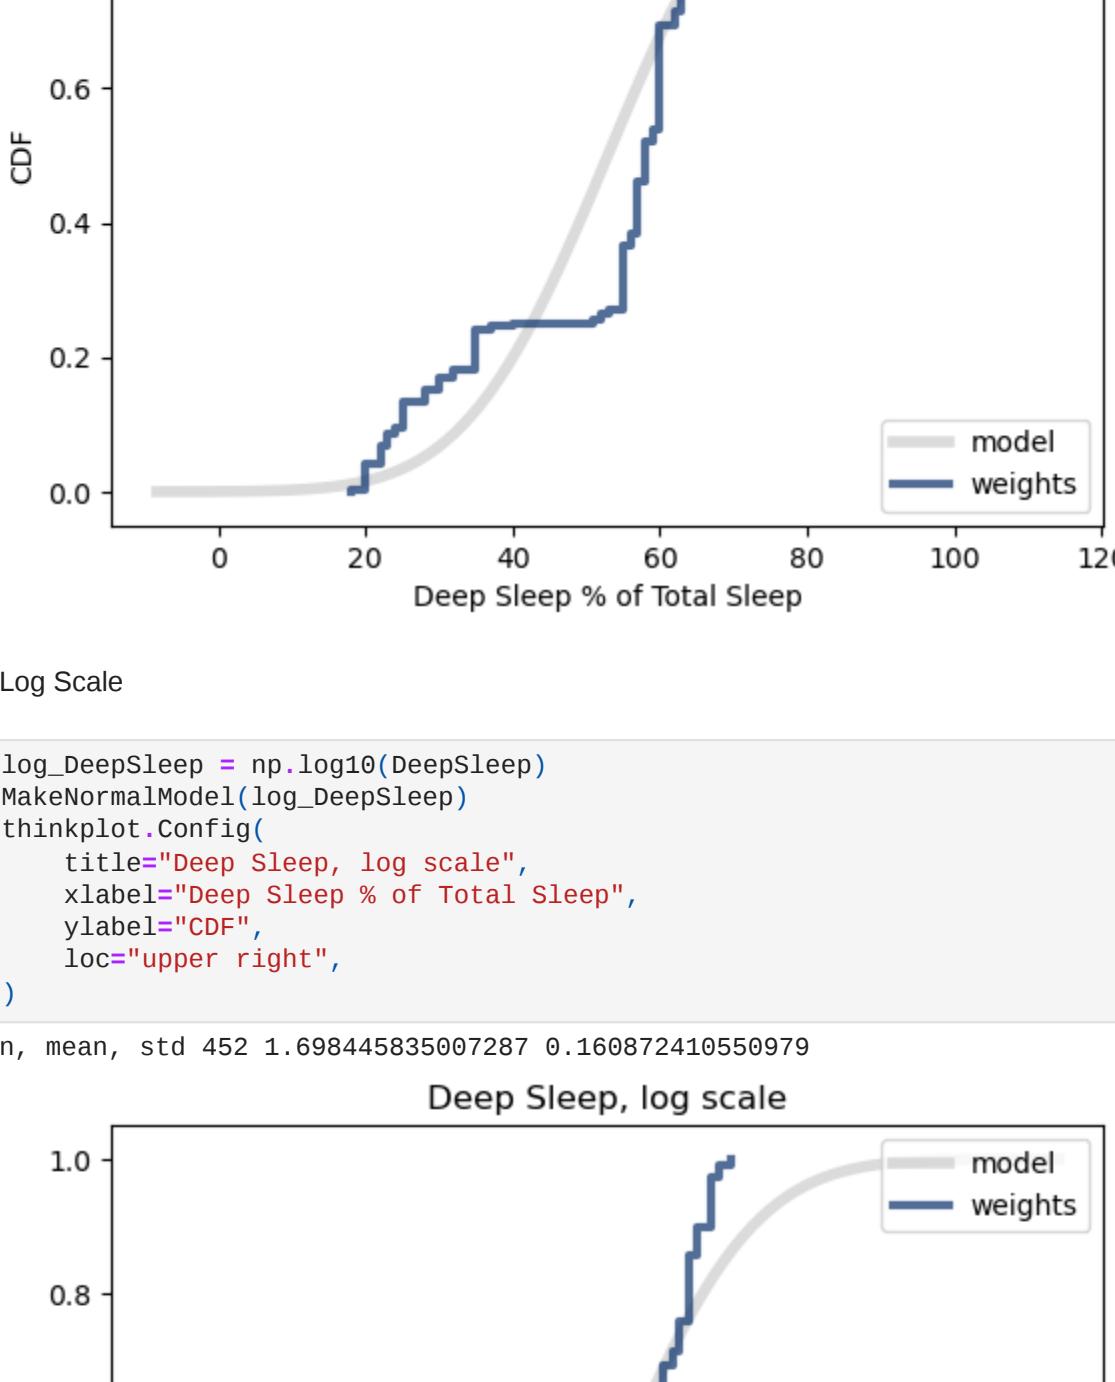 0.6
CDF
0.4
0.2
0.0
model
weights
0 20 40 60 80 100
Deep Sleep % of Total Sleep
Log Scale
log_DeepSleep = np.log10(DeepSleep)
MakeNormalModel(log_DeepSleep)
thinkplot.Config(
    title="Deep Sleep, log scale",
    xlabel="Deep Sleep % of Total Sleep",
    ylabel="CDF",
    loc="upper right",
)
n, mean, std 452 1.698445835007287 0.160872410550979
Deep Sleep, log scale
1.0
model
weights
0.8